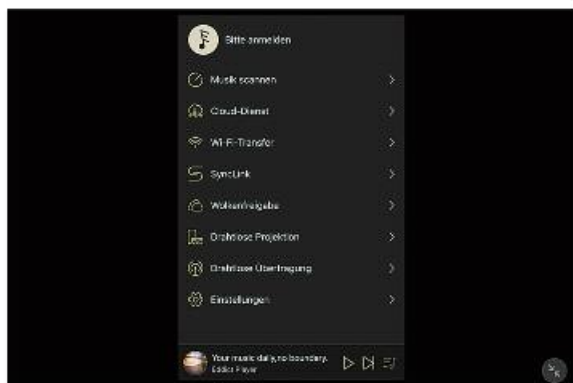 Bitte anmelden
Musik scannen
Cloud-Dienst
Wi-Fi-Transfer
SyncLink
Wolkenfreigabe
Drahtlose Projektion
Drahtlose Übertragung
Einstellungen
Your music daily,no boundary.
Eddict Player